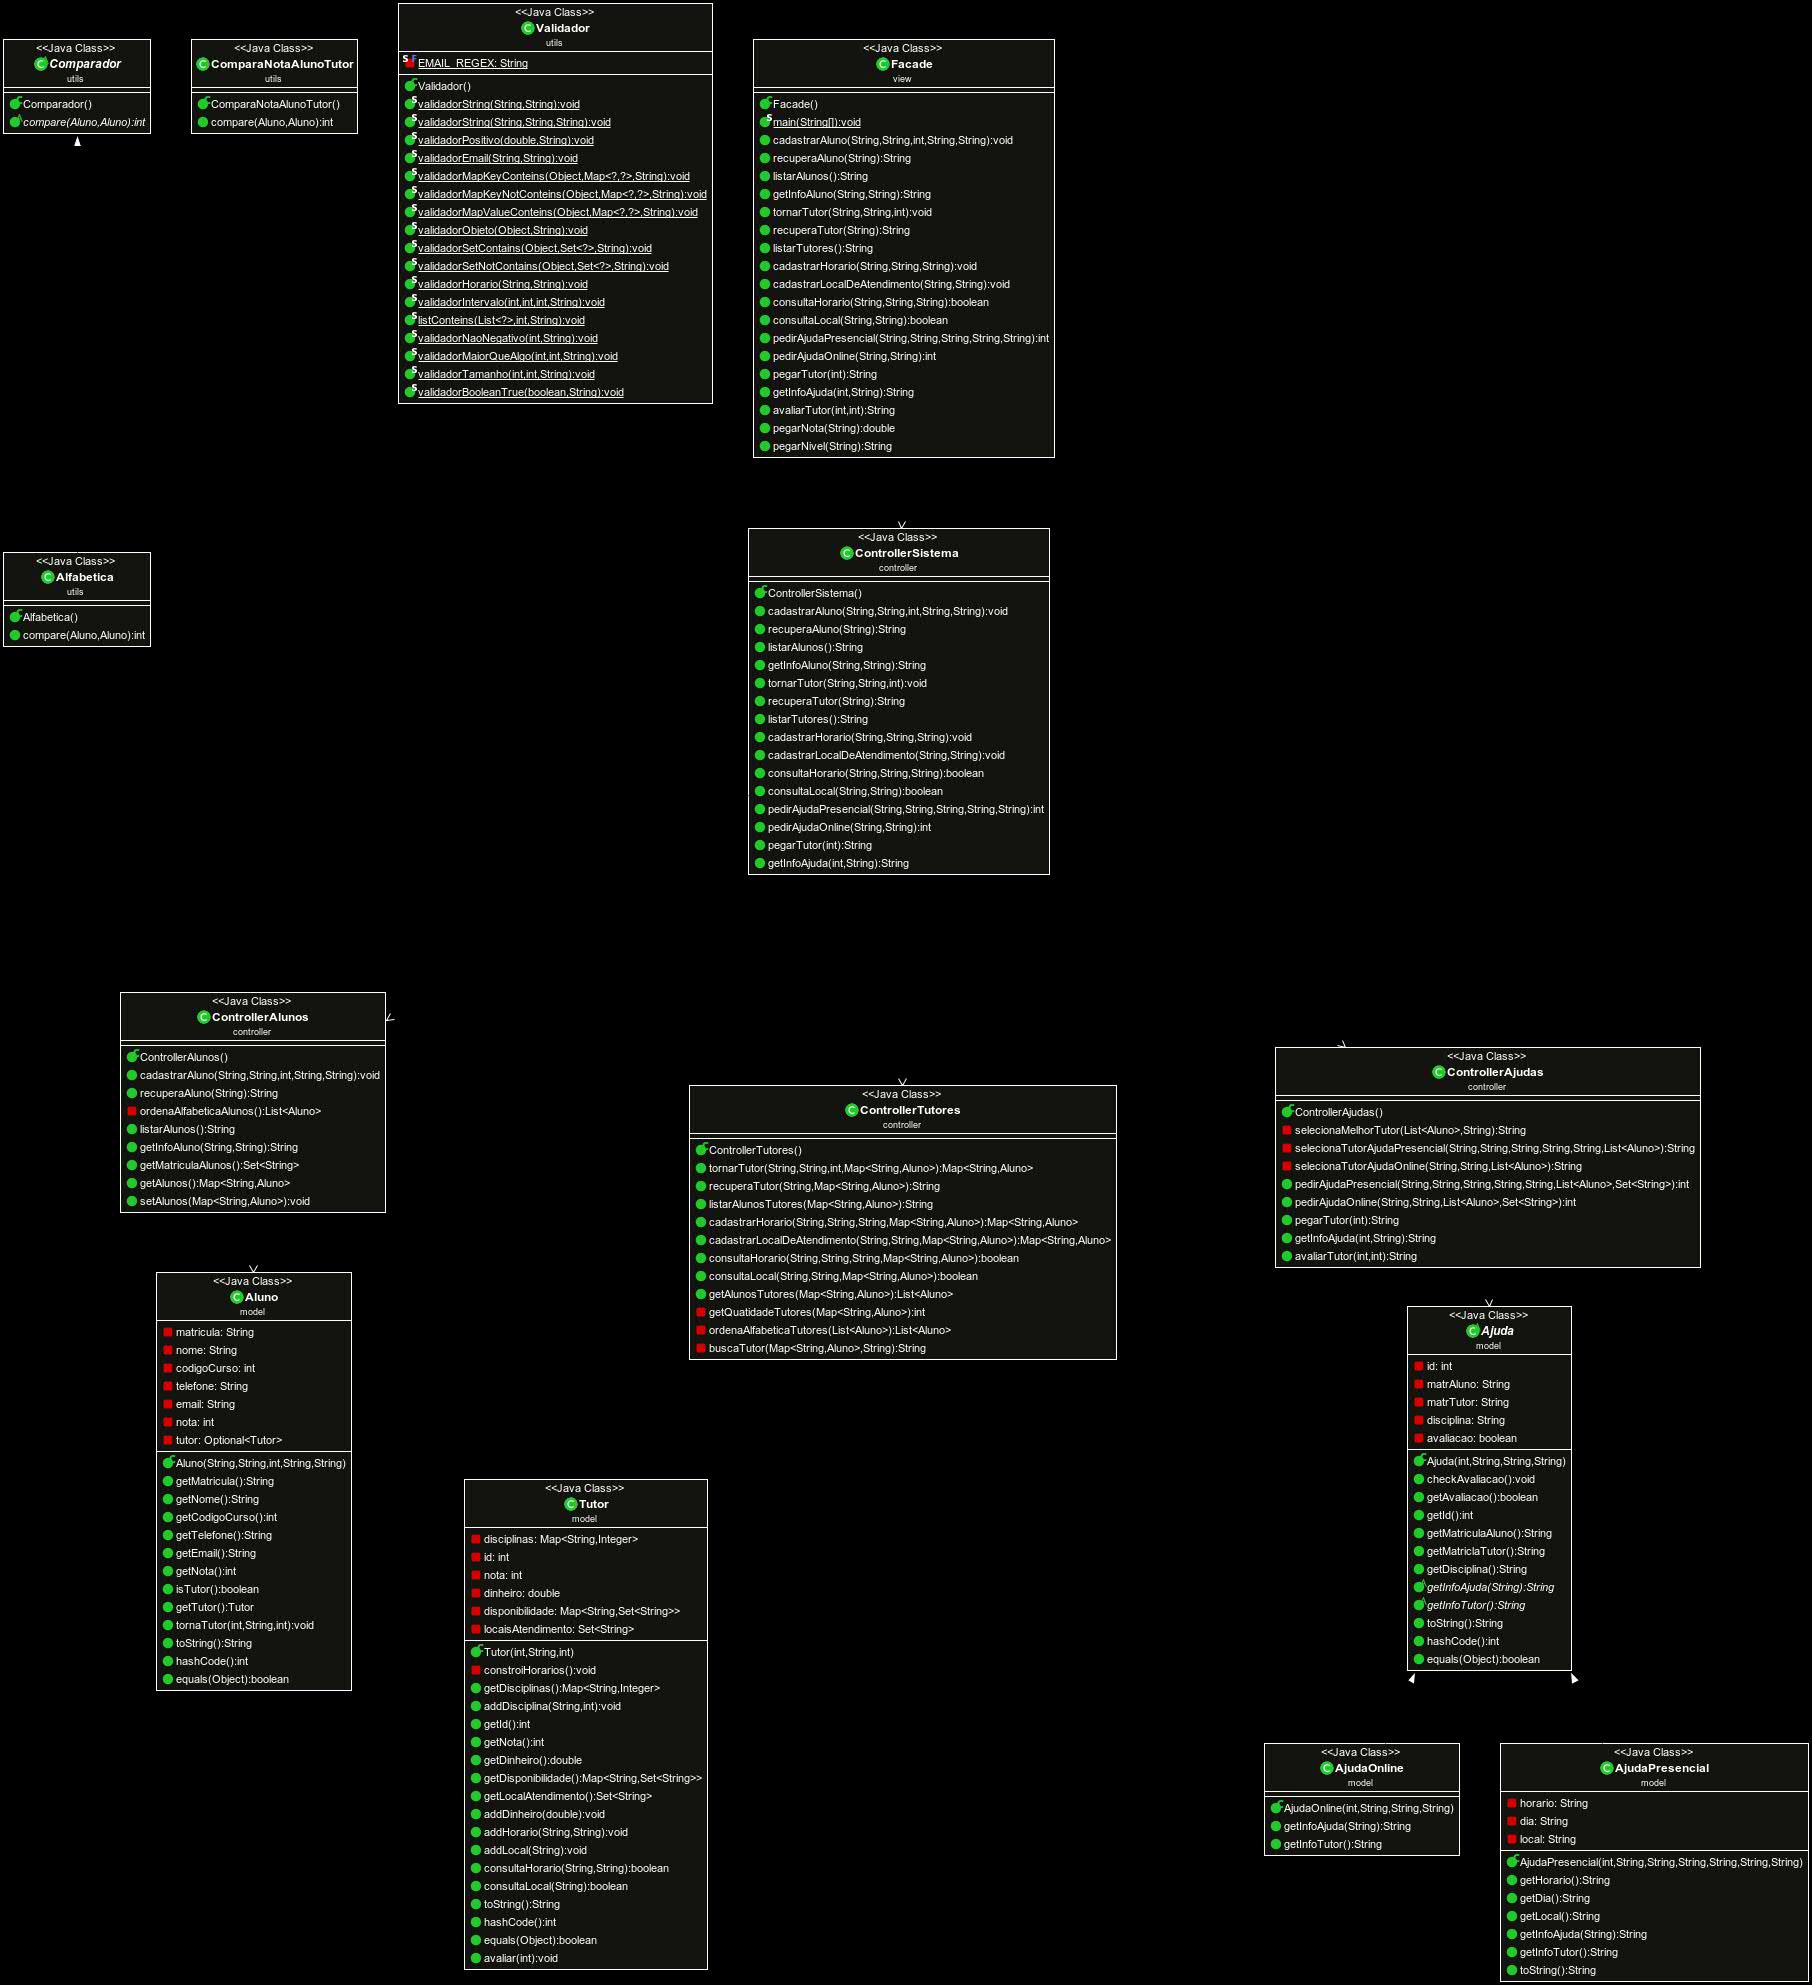 <<Java Class>>
Comparador
utils
Comparador()
compare(Aluno,Aluno):int
<<Java Class>>
ComparaNotaAlunoTutor
utils
ComparaNotaAlunoTutor()
compare(Aluno,Aluno):int
<<Java Class>>
Validador
utils
EMAIL_REGEX: String
Validador()
validadorString(String,String):void
validadorString(String,String,String):void
validadorPositivo(double,String):void
validadorEmail(String,String):void
validadorMapKeyConteins(Object,Map<?,?>,String):void
validadorMapKeyNotConteins(Object,Map<?,?>,String):void
validadorMapValueConteins(Object,Map<?,?>,String):void
validadorObjeto(Object,String):void
validadorSetContains(Object,Set<?>,String):void
validadorSetNotContains(Object,Set<?>,String):void
validadorHorario(String,String):void
validadorIntervalo(int,int,int,String):void
listConteins(List<?>,int,String):void
validadorNaoNegativo(int,String):void
validadorMaiorQueAlgo(int,int,String):void
validadorTamanho(int,int,String):void
validadorBooleanTrue(boolean,String):void
<<Java Class>>
Facade
view
Facade()
main(String[]):void
cadastrarAluno(String,String,int,String,String):void
recuperaAluno(String):String
listarAlunos():String
getInfoAluno(String,String):String
tornarTutor(String,String,int):void
recuperaTutor(String):String
listarTutores():String
cadastrarHorario(String,String,String):void
cadastrarLocalDeAtendimento(String,String):void
consultaHorario(String,String,String):boolean
consultaLocal(String,String):boolean
pedirAjudaPresencial(String,String,String,String,String):int
pedirAjudaOnline(String,String):int
pegarTutor(int):String
getInfoAjuda(int,String):String
avaliarTutor(int,int):String
pegarNota(String):double
pegarNivel(String):String
<<Java Class>>
Alfabetica
utils
Alfabetica()
compare(Aluno,Aluno):int
<<Java Class>>
ControllerSistema
controller
ControllerSistema()
cadastrarAluno(String,String,int,String,String):void
recuperaAluno(String):String
listarAlunos():String
getInfoAluno(String,String):String
tornarTutor(String,String,int):void
recuperaTutor(String):String
listarTutores():String
cadastrarHorario(String,String,String):void
cadastrarLocalDeAtendimento(String,String):void
consultaHorario(String,String,String):boolean
consultaLocal(String,String):boolean
pedirAjudaPresencial(String,String,String,String,String):int
pedirAjudaOnline(String,String):int
pegarTutor(int):String
getInfoAjuda(int,String):String
<<Java Class>>
ControllerAlunos
controller
ControllerAlunos()
cadastrarAluno(String,String,int,String,String):void
recuperaAluno(String):String
ordenaAlfabeticaAlunos():List<Aluno>
listarAlunos():String
getInfoAluno(String,String):String
getMatriculaAlunos():Set<String>
getAlunos():Map<String,Aluno>
setAlunos(Map<String,Aluno>):void
<<Java Class>>
ControllerTutores
controller
ControllerTutores()
tornarTutor(String,String,int,Map<String,Aluno>):Map<String,Aluno>
recuperaTutor(String,Map<String,Aluno>):String
listarAlunosTutores(Map<String,Aluno>):String
cadastrarHorario(String,String,String,Map<String,Aluno>):Map<String,Aluno>
cadastrarLocalDeAtendimento(String,String,Map<String,Aluno>):Map<String,Aluno>
consultaHorario(String,String,String,Map<String,Aluno>):boolean
consultaLocal(String,String,Map<String,Aluno>):boolean
getAlunosTutores(Map<String,Aluno>):List<Aluno>
getQuatidadeTutores(Map<String,Aluno>):int
ordenaAlfabeticaTutores(List<Aluno>):List<Aluno>
buscaTutor(Map<String,Aluno>,String):String
<<Java Class>>
ControllerAjudas
controller
ControllerAjudas()
selecionaMelhorTutor(List<Aluno>,String):String
selecionaTutorAjudaPresencial(String,String,String,String,String,List<Aluno>):String
selecionaTutorAjudaOnline(String,String,List<Aluno>):String
pedirAjudaPresencial(String,String,String,String,String,List<Aluno>,Set<String>):int
pedirAjudaOnline(String,String,List<Aluno>,Set<String>):int
pegarTutor(int):String
getInfoAjuda(int,String):String
avaliarTutor(int,int):String
<<Java Class>>
Aluno
model
matricula: String
nome: String
codigoCurso: int
telefone: String
email: String
nota: int
tutor: Optional<Tutor>
Aluno(String,String,int,String,String)
getMatricula():String
getNome():String
getCodigoCurso():int
getTelefone():String
getEmail():String
getNota():int
isTutor():boolean
getTutor():Tutor
tornaTutor(int,String,int):void
toString():String
hashCode():int
equals(Object):boolean
<<Java Class>>
Tutor
model
disciplinas: Map<String,Integer>
id: int
nota: int
dinheiro: double
disponibilidade: Map<String,Set<String>>
locaisAtendimento: Set<String>
Tutor(int,String,int)
constroiHorarios():void
getDisciplinas():Map<String,Integer>
addDisciplina(String,int):void
getId():int
getNota():int
getDinheiro():double
getDisponibilidade():Map<String,Set<String>>
getLocalAtendimento():Set<String>
addDinheiro(double):void
addHorario(String,String):void
addLocal(String):void
consultaHorario(String,String):boolean
consultaLocal(String):boolean
toString():String
hashCode():int
equals(Object):boolean
avaliar(int):void
<<Java Class>>
Ajuda
model
id: int
matrAluno: String
matrTutor: String
disciplina: String
avaliacao: boolean
Ajuda(int,String,String,String)
checkAvaliacao():void
getAvaliacao():boolean
getId():int
getMatriculaAluno():String
getMatriclaTutor():String
getDisciplina():String
getInfoAjuda(String):String
getInfoTutor():String
toString():String
hashCode():int
equals(Object):boolean
<<Java Class>>
AjudaOnline
model
AjudaOnline(int,String,String,String)
getInfoAjuda(String):String
getInfoTutor():String
<<Java Class>>
AjudaPresencial
model
horario: String
dia: String
local: String
AjudaPresencial(int,String,String,String,String,String,String)
getHorario():String
getDia():String
getLocal():String
getInfoAjuda(String):String
getInfoTutor():String
toString():String